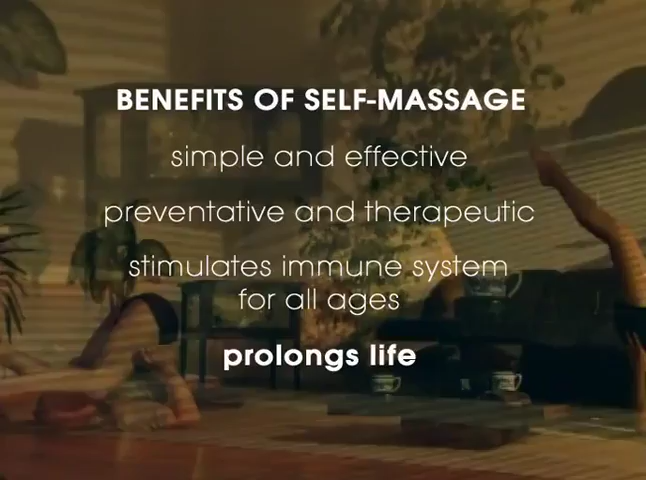 BENEFITS OF SELF-MASSAGE
simple and effective
preventative and therapeutic
stimulates immune system
for all ages
prolongs life